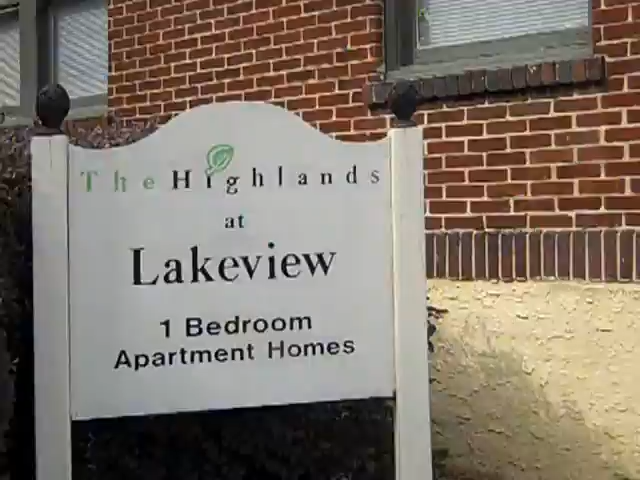 The Highlands
at
Lakeview
1 Bedroom
Apartment Homes